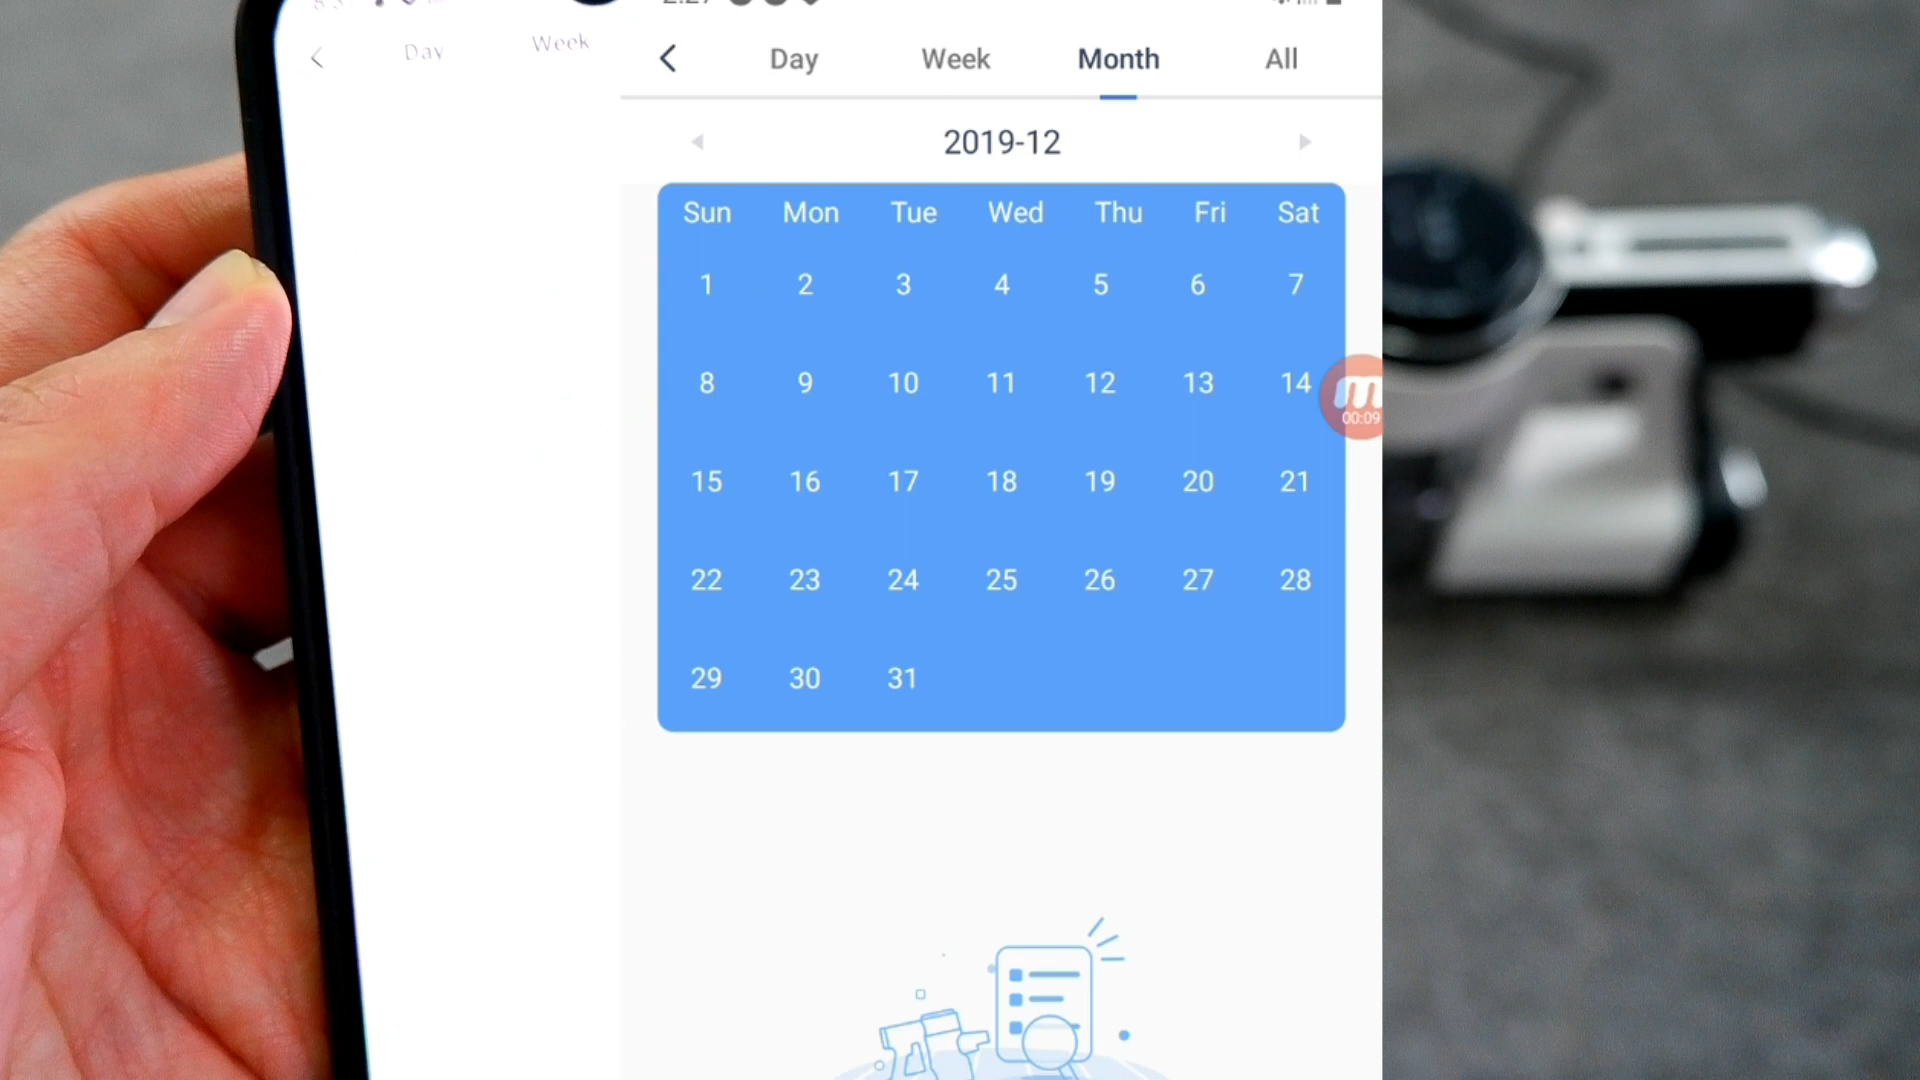 Day Week
Day Week Month All
2019-12
Sun Mon Tue Wed Thu Fri Sat
1 2 3 4 5 6 7
8 9 10 11 12 13 14
m
00:09
15 16 17 18 19 20 21
22 23 24 25 26 27 28
29 30 31